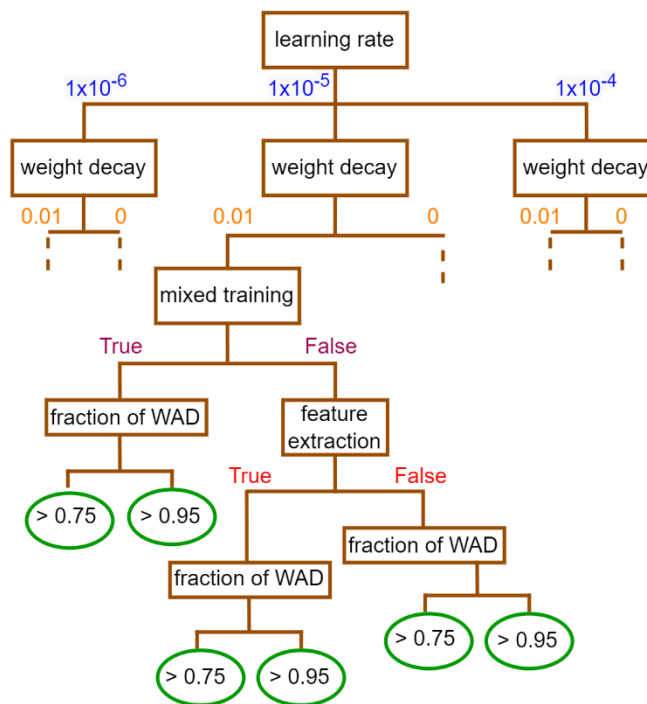 learning rate
1x10⁻⁶ 1x10⁻⁵ 1x10⁻⁴
weight decay weight decay weight decay
0.01 0 0.01 0 0.01 0
mixed training
True False
fraction of WAD feature
extraction
True False
> 0.75 > 0.95
fraction of WAD
fraction of WAD
> 0.75 > 0.95
> 0.75 > 0.95